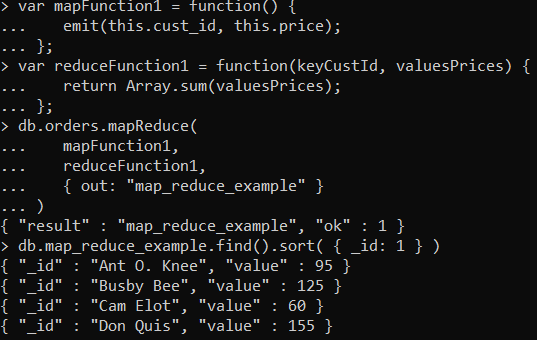 > var mapFunction1 = function() {
...     emit(this.cust_id, this.price);
... };
> var reduceFunction1 = function(keyCustId, valuesPrices) {
...     return Array.sum(valuesPrices);
... };
> db.orders.mapReduce(
...     mapFunction1,
...     reduceFunction1,
...     { out: "map_reduce_example" }
... )
{ "result" : "map_reduce_example", "ok" : 1 }
> db.map_reduce_example.find().sort( { _id: 1 } )
{ "_id" : "Ant O. Knee", "value" : 95 }
{ "_id" : "Busby Bee", "value" : 125 }
{ "_id" : "Cam Elot", "value" : 60 }
{ "_id" : "Don Quis", "value" : 155 }